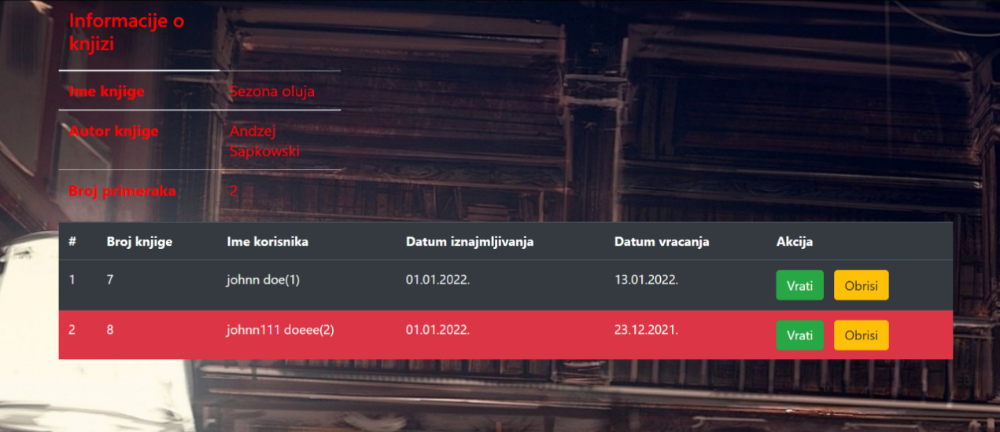 Informacije o
knjizi
Ime knjige Sezona oluja
Autor knjige Andzej
Sapkowski
Broj primeraka 2
# Broj knjige Ime korisnika Datum iznajmljivanja Datum vracanja Akcija
1 7 johnn doe(1) 01.01.2022. 13.01.2022. Vrati Obrisi
2 8 johnn111 doeee(2) 01.01.2022. 23.12.2021. Vrati Obrisi